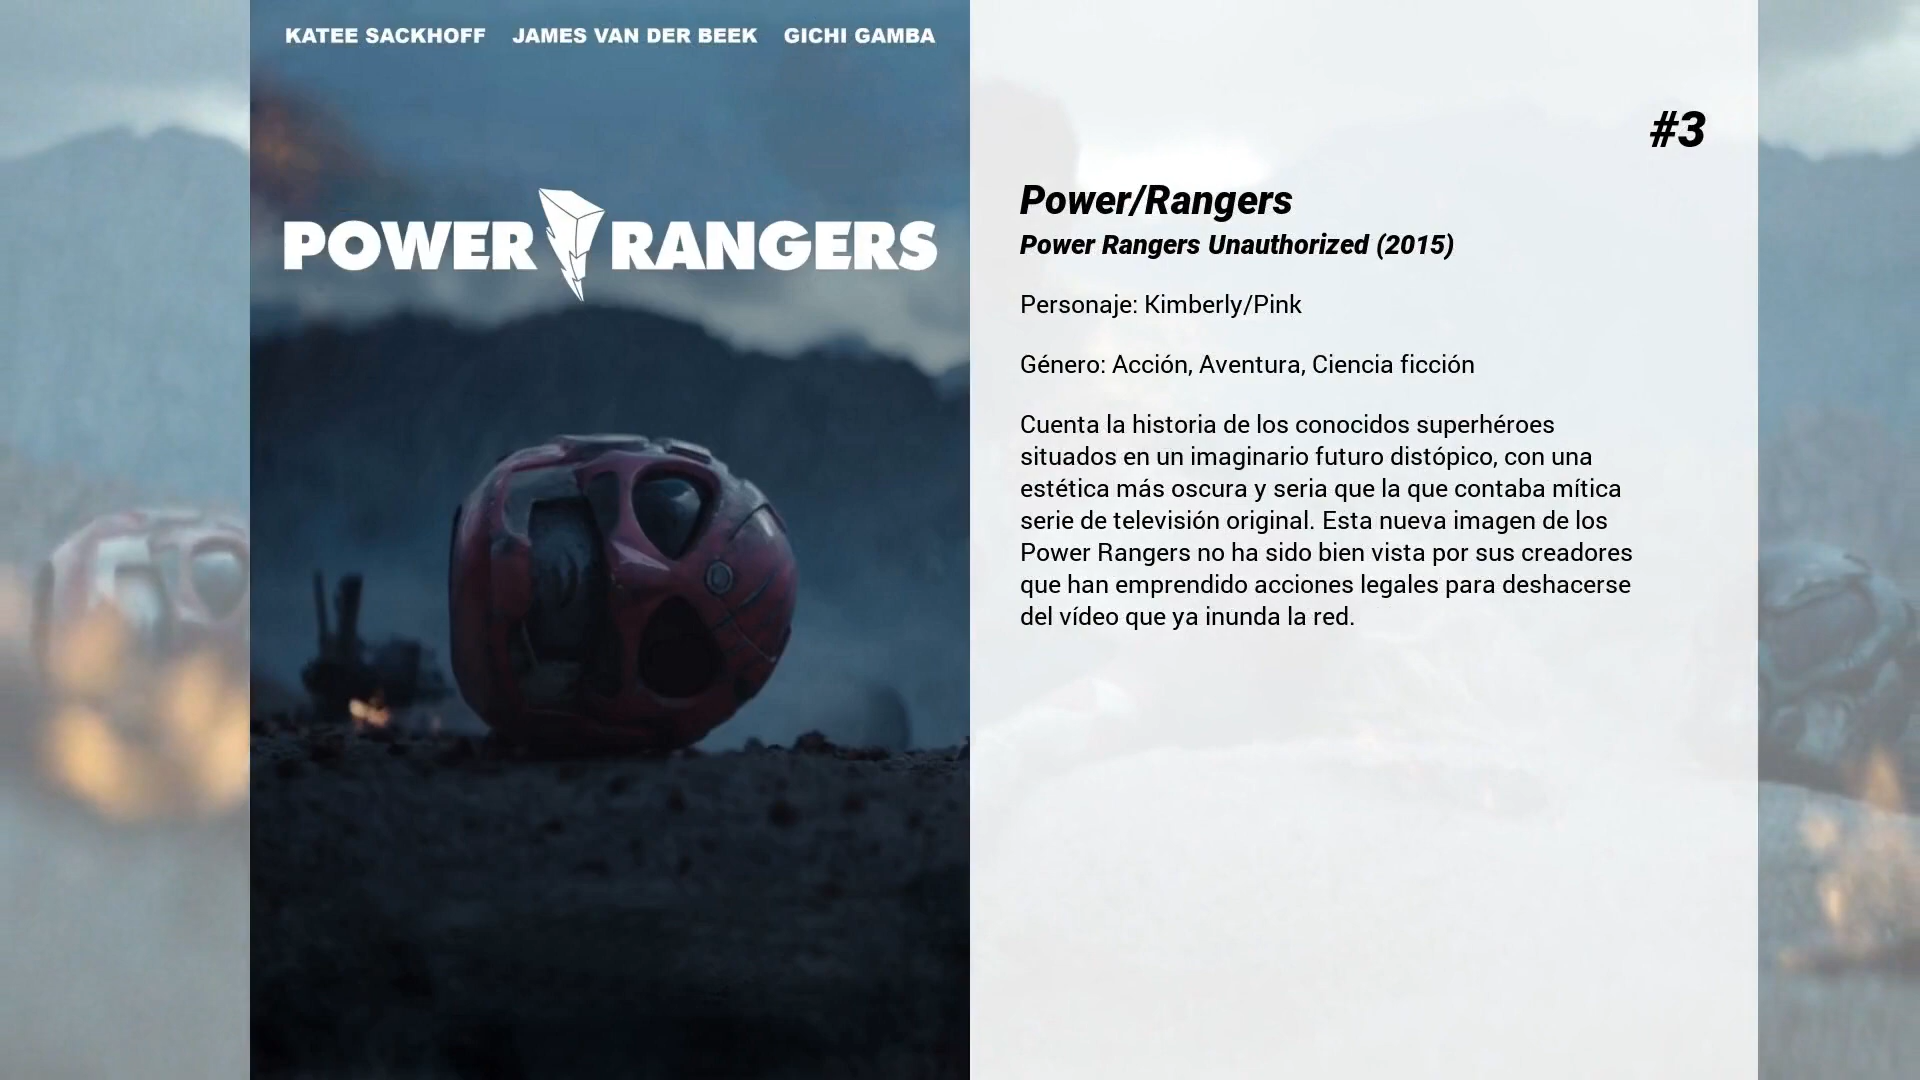 KATEE SACKHOFF JAMES VAN DER BEEK GICHI GAMBA
POWER RANGERS
#3
Power/Rangers
Power Rangers Unauthorized (2015)
Personaje: Kimberly/Pink
Género: Acción, Aventura, Ciencia ficción
Cuenta la historia de los conocidos superhéroes
situados en un imaginario futuro distópico, con una
estética más oscura y seria que la que contaba mítica
serie de televisión original. Esta nueva imagen de los
Power Rangers no ha sido bien vista por sus creadores
que han emprendido acciones legales para deshacerse
del vídeo que ya inunda la red.